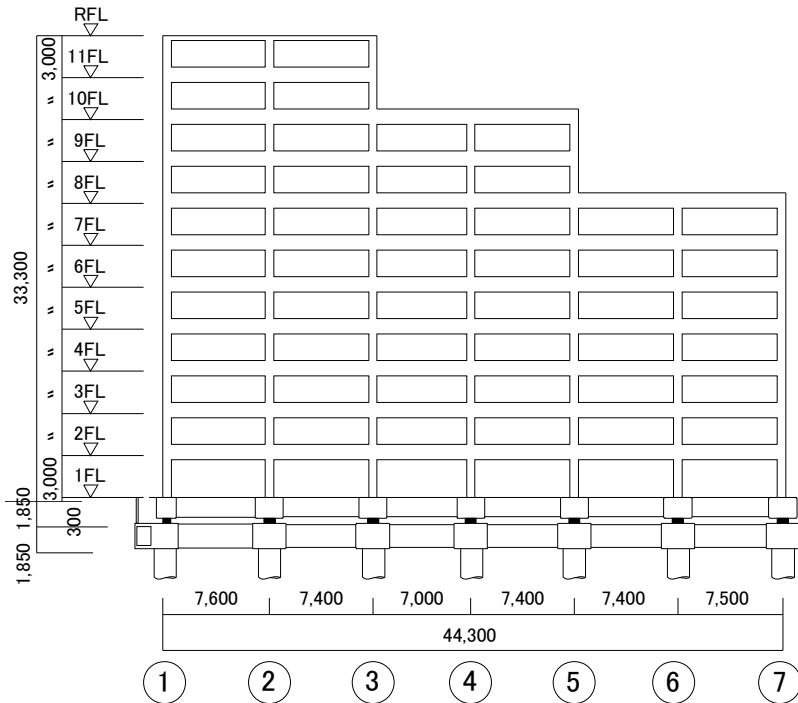 RFL
3,000
11FL
〃
10FL
〃
9FL
〃
8FL
〃
7FL
〃
6FL
33,300
〃
5FL
〃
4FL
〃
3FL
〃
2FL
3,000
1FL
1,850
300
1,850
7,600 7,400 7,000 7,400 7,400 7,500
44,300
1 2 3 4 5 6 7